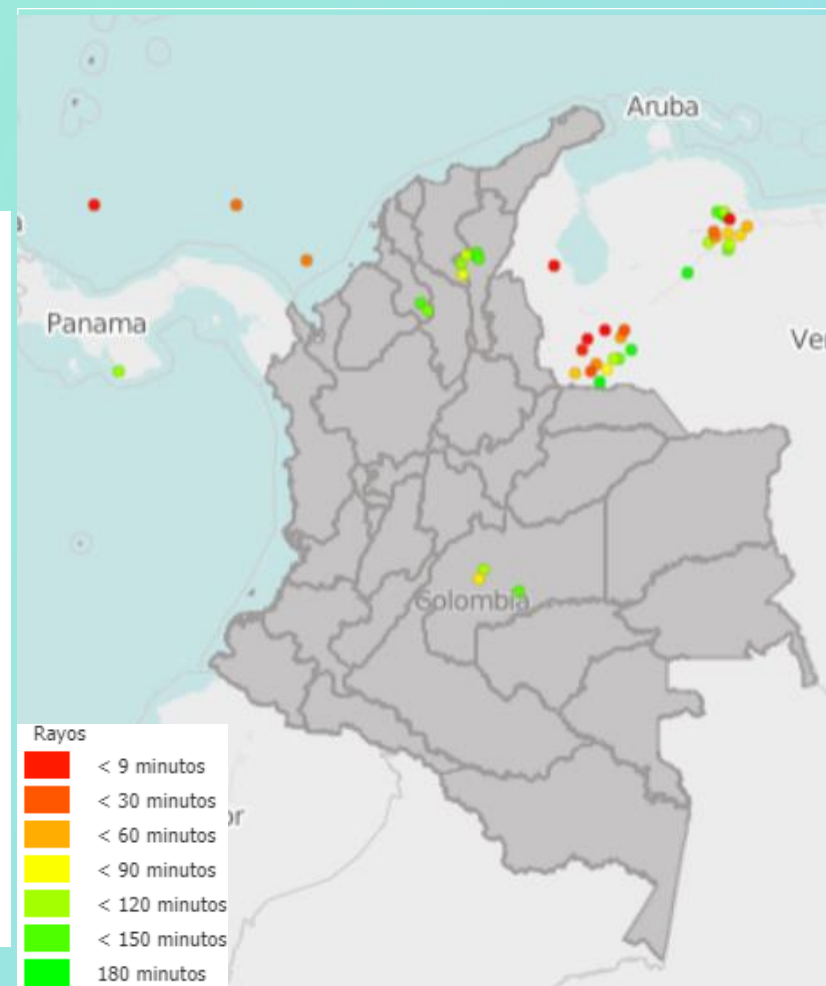 Aruba
Panama
Ve
Colombia
Rayos
< 9 minutos
< 30 minutos
< 60 minutos
< 90 minutos
or
< 120 minutos
< 150 minutos
180 minutos